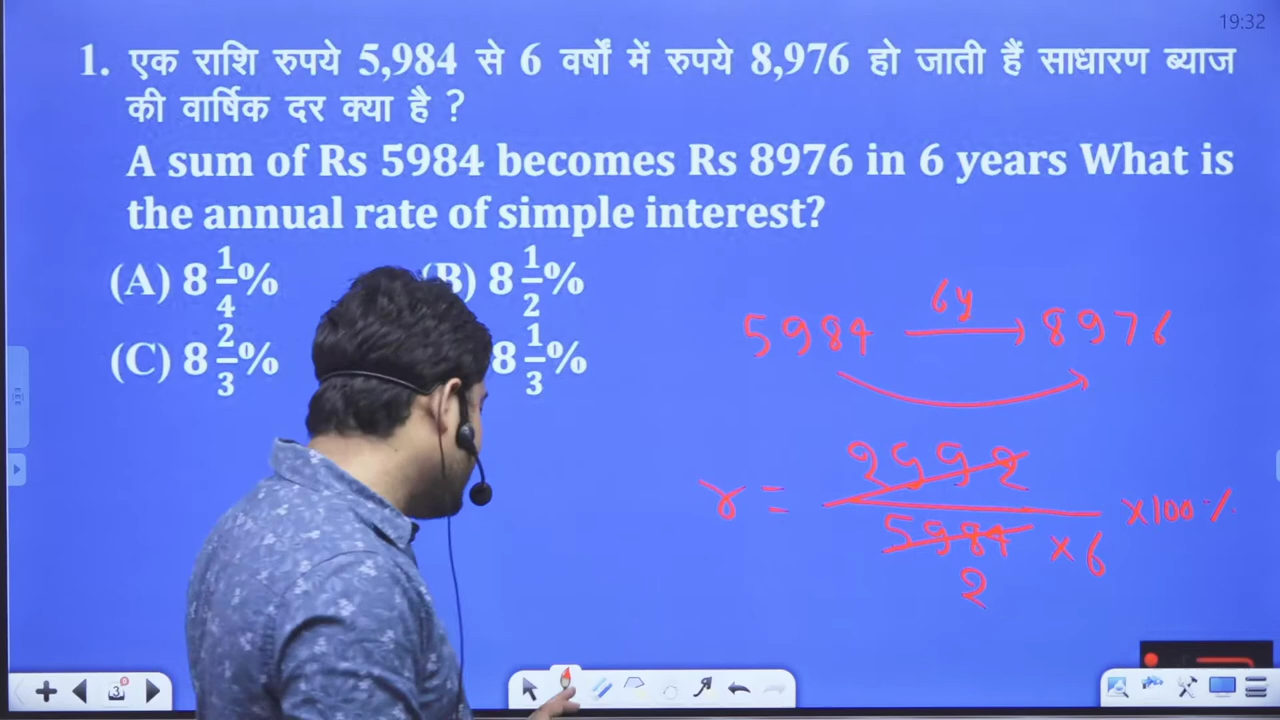 19:32
1. एक राशि रुपये 5,984 से 6 वर्षों में रुपये 8,976 हो जाती हैं साधारण ब्याज
की वार्षिक दर क्या है ?
A sum of Rs 5984 becomes Rs 8976 in 6 years What is
the annual rate of simple interest?
(A) 8 1/4% (B) 8 1/2%
(C) 8 2/3% 8 1/3%
6y
5984 → 8976
r = 2992 / 5984 × 6 ×100%
2
3